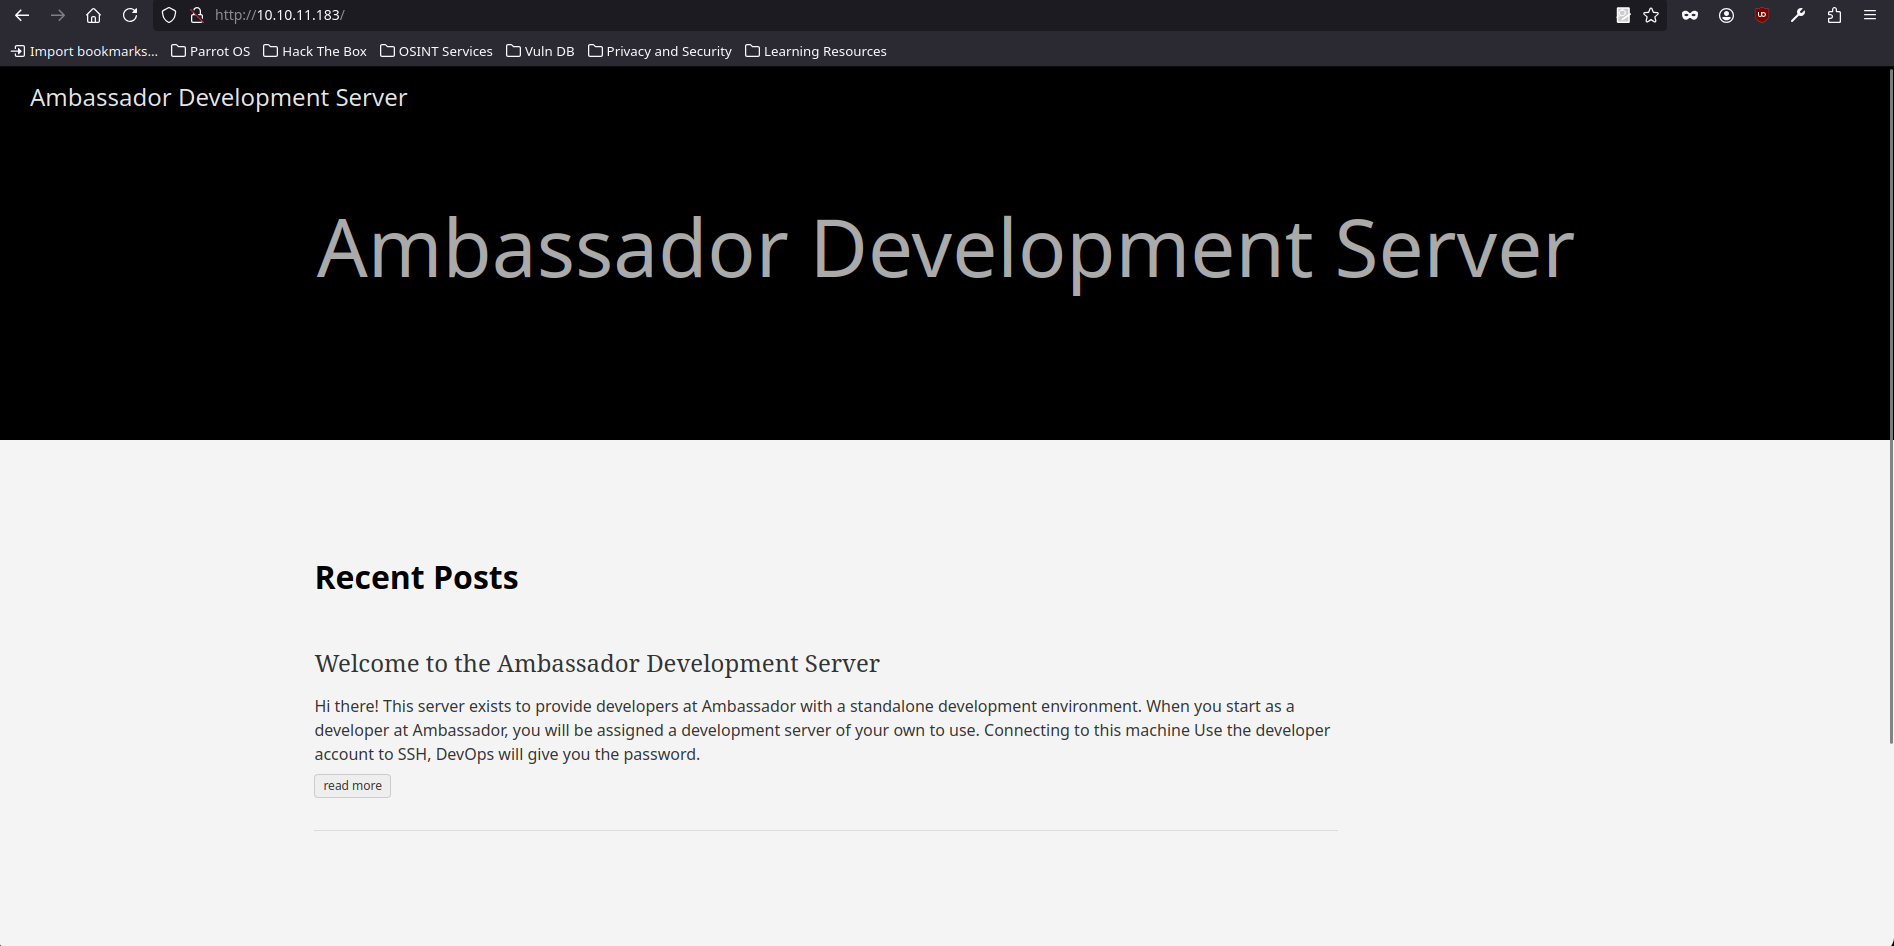 http://10.10.11.183/
Import bookmarks... Parrot OS Hack The Box OSINT Services Vuln DB Privacy and Security Learning Resources
Ambassador Development Server
Ambassador Development Server
Recent Posts
Welcome to the Ambassador Development Server
Hi there! This server exists to provide developers at Ambassador with a standalone development environment. When you start as a
developer at Ambassador, you will be assigned a development server of your own to use. Connecting to this machine Use the developer
account to SSH, DevOps will give you the password.
read more